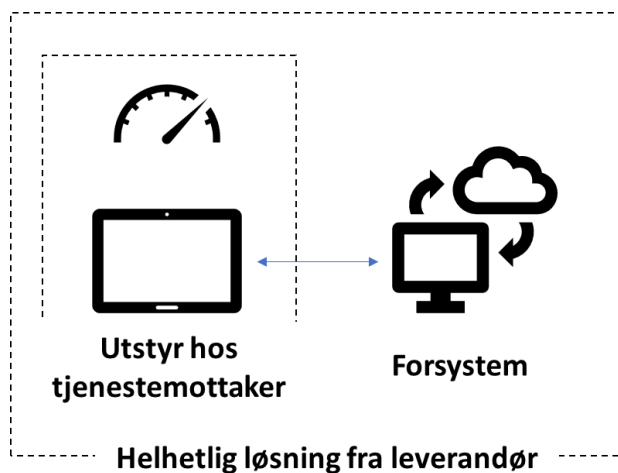 Utstyr hos
tjenestemottaker
Forsystem
Helhetlig løsning fra leverandør